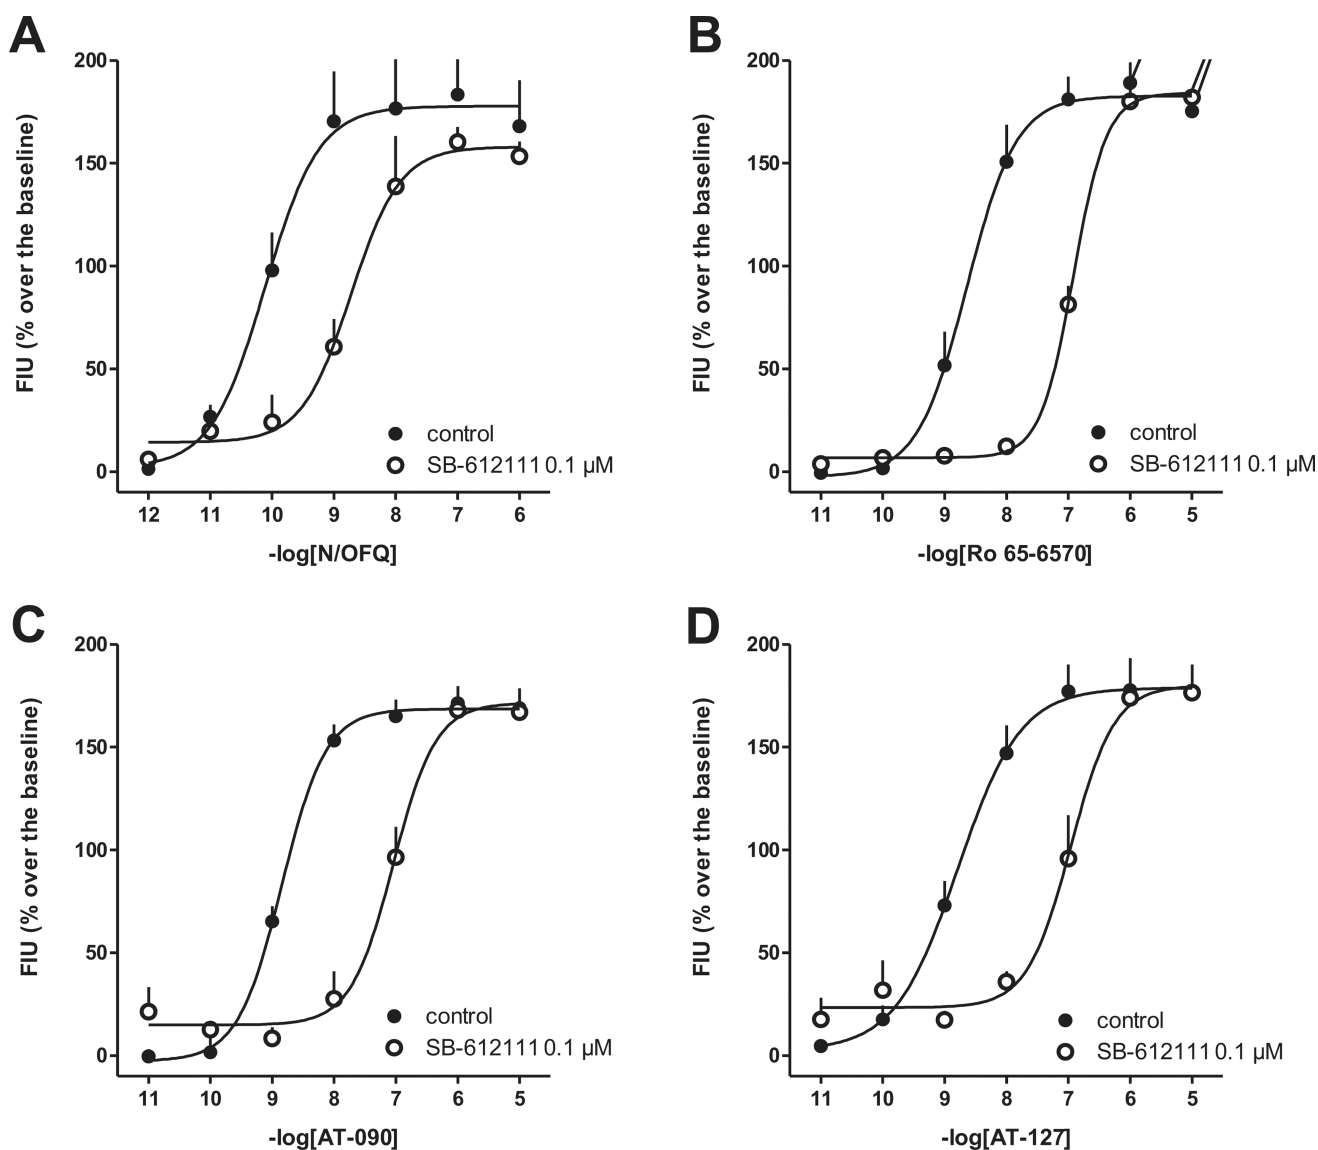 A
FIU (% over the baseline)
200
150
100
50
0
control
SB-612111 0.1 µM
12 11 10 9 8 7 6
-log[N/OFQ]
B
FIU (% over the baseline)
200
150
100
50
0
control
SB-612111 0.1 µM
11 10 9 8 7 6 5
-log[Ro 65-6570]
C
FIU (% over the baseline)
200
150
100
50
0
control
SB-612111 0.1 µM
11 10 9 8 7 6 5
-log[AT-090]
D
FIU (% over the baseline)
200
150
100
50
0
control
SB-612111 0.1 µM
11 10 9 8 7 6 5
-log[AT-127]